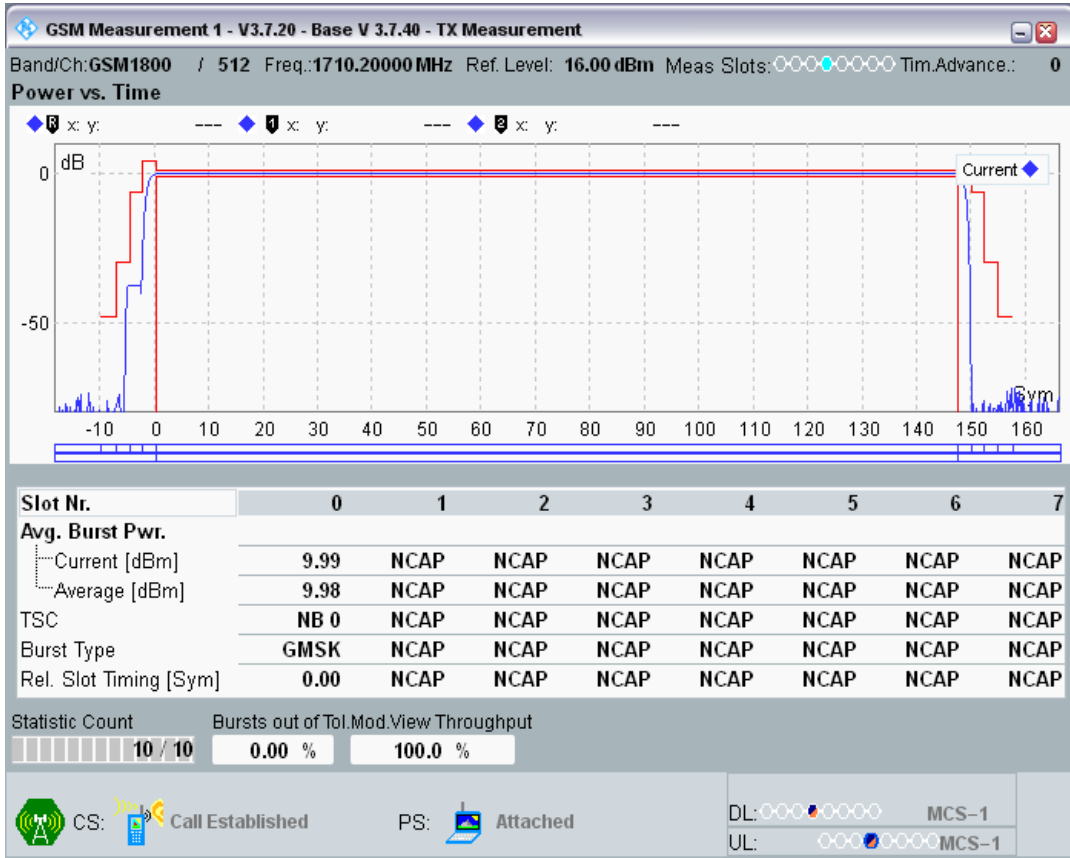 GSM Measurement 1 - V3.7.20 - Base V 3.7.40 - TX Measurement
Band/Ch:GSM1800 / 512 Freq.:1710.20000 MHz Ref. Level: 16.00 dBm Meas Slots: Tim.Advance.: 0
Power vs. Time
R x: y: --- 1 x: y: --- 2 x: y: ---
dB
Current
0
-50
Sym
-10 0 10 20 30 40 50 60 70 80 90 100 110 120 130 140 150 160
Slot Nr. 0 1 2 3 4 5 6 7
Avg. Burst Pwr.
Current [dBm] 9.99 NCAP NCAP NCAP NCAP NCAP NCAP NCAP
Average [dBm] 9.98 NCAP NCAP NCAP NCAP NCAP NCAP NCAP
TSC NB 0 NCAP NCAP NCAP NCAP NCAP NCAP NCAP
Burst Type GMSK NCAP NCAP NCAP NCAP NCAP NCAP NCAP
Rel. Slot Timing [Sym] 0.00 NCAP NCAP NCAP NCAP NCAP NCAP NCAP
Statistic Count Bursts out of Tol. Mod.View Throughput
10 / 10 0.00 % 100.0 %
CS: Call Established PS: Attached
DL: MCS-1
UL: MCS-1